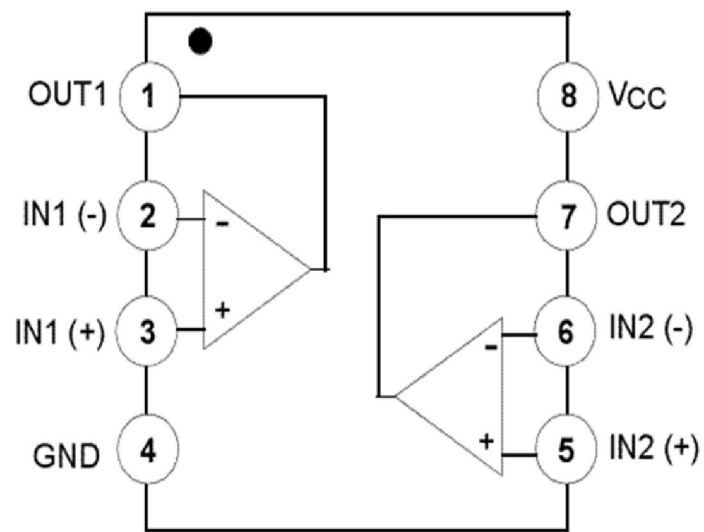 OUT1 1 8 VCC
IN1 (-) 2 - 7 OUT2
IN1 (+) 3 + - 6 IN2 (-)
GND 4 + 5 IN2 (+)